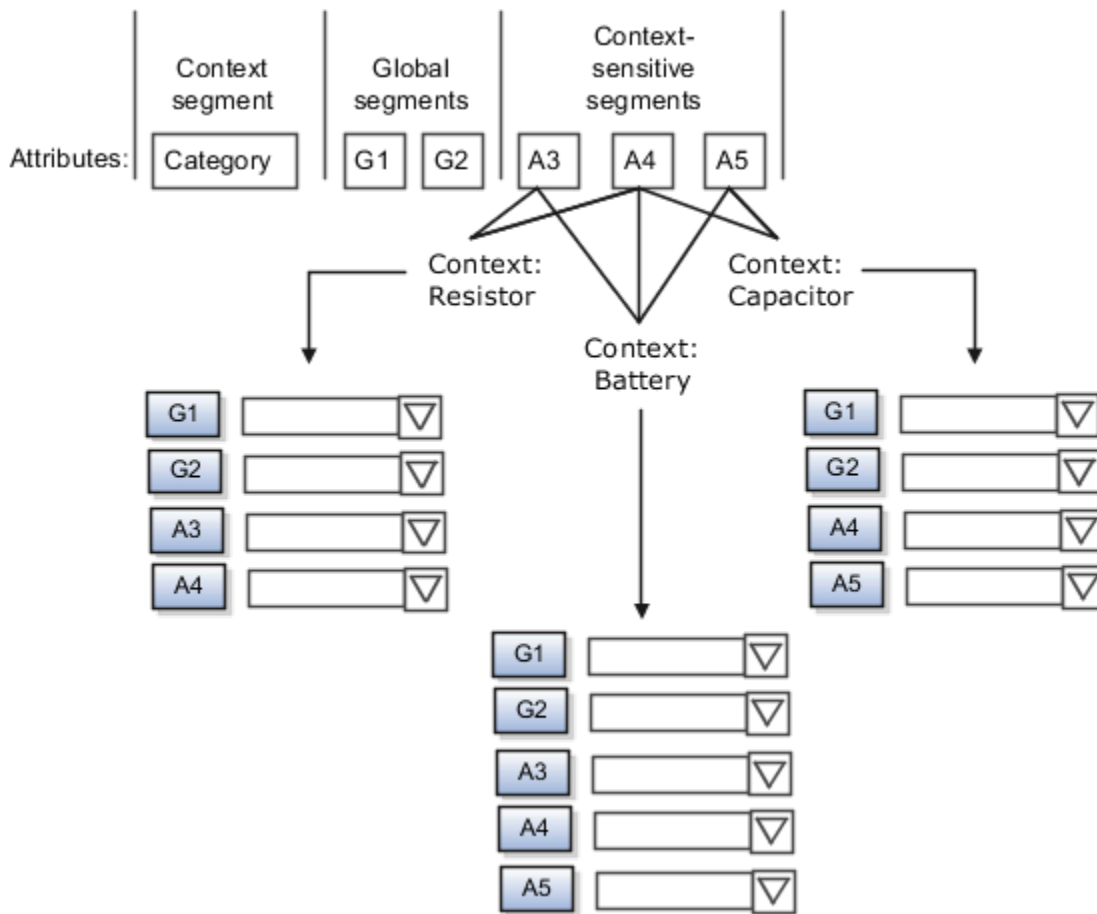 Context
segment
Global
segments
Context-
sensitive
segments
Attributes:
Category
G1
G2
A3
A4
A5
Context:
Resistor
Context:
Capacitor
Context:
Battery
G1
G2
A3
A4
G1
G2
A4
A5
G1
G2
A3
A4
A5